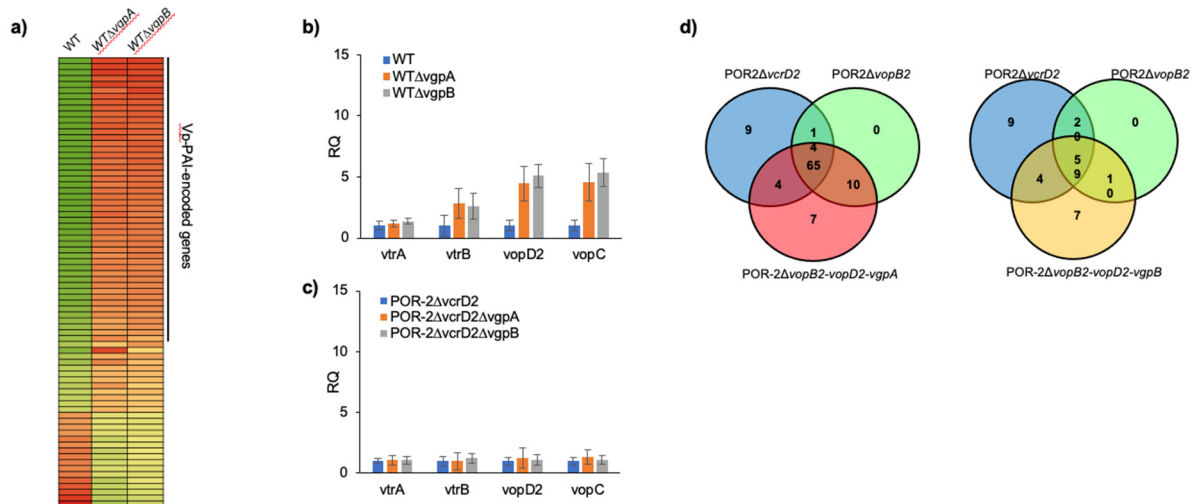 a)
WT
WTΔvgpA
WTΔvgpB
Vp-PAI-encoded genes
b)
15
10
5
0
RQ
WT
WTΔvgpA
WTΔvgpB
vtrA vtrB vopD2 vopC
c)
15
10
5
0
RQ
POR-2ΔvcrD2
POR-2ΔvcrD2ΔvgpA
POR-2ΔvcrD2ΔvgpB
vtrA vtrB vopD2 vopC
d)
POR2ΔvcrD2 POR2ΔvopB2
9
1
4
0
65
4
10
7
POR-2ΔvopB2-vopD2-vgpA
POR2ΔvcrD2 POR2ΔvopB2
9
2
0
0
5
9
4
1
0
7
POR-2ΔvopB2-vopD2-vgpB